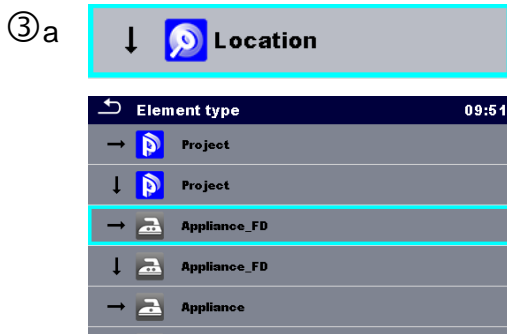 ③a
↓ Location
Element type 09:51
→ Project
↓ Project
→ Appliance_FD
↓ Appliance_FD
→ Appliance